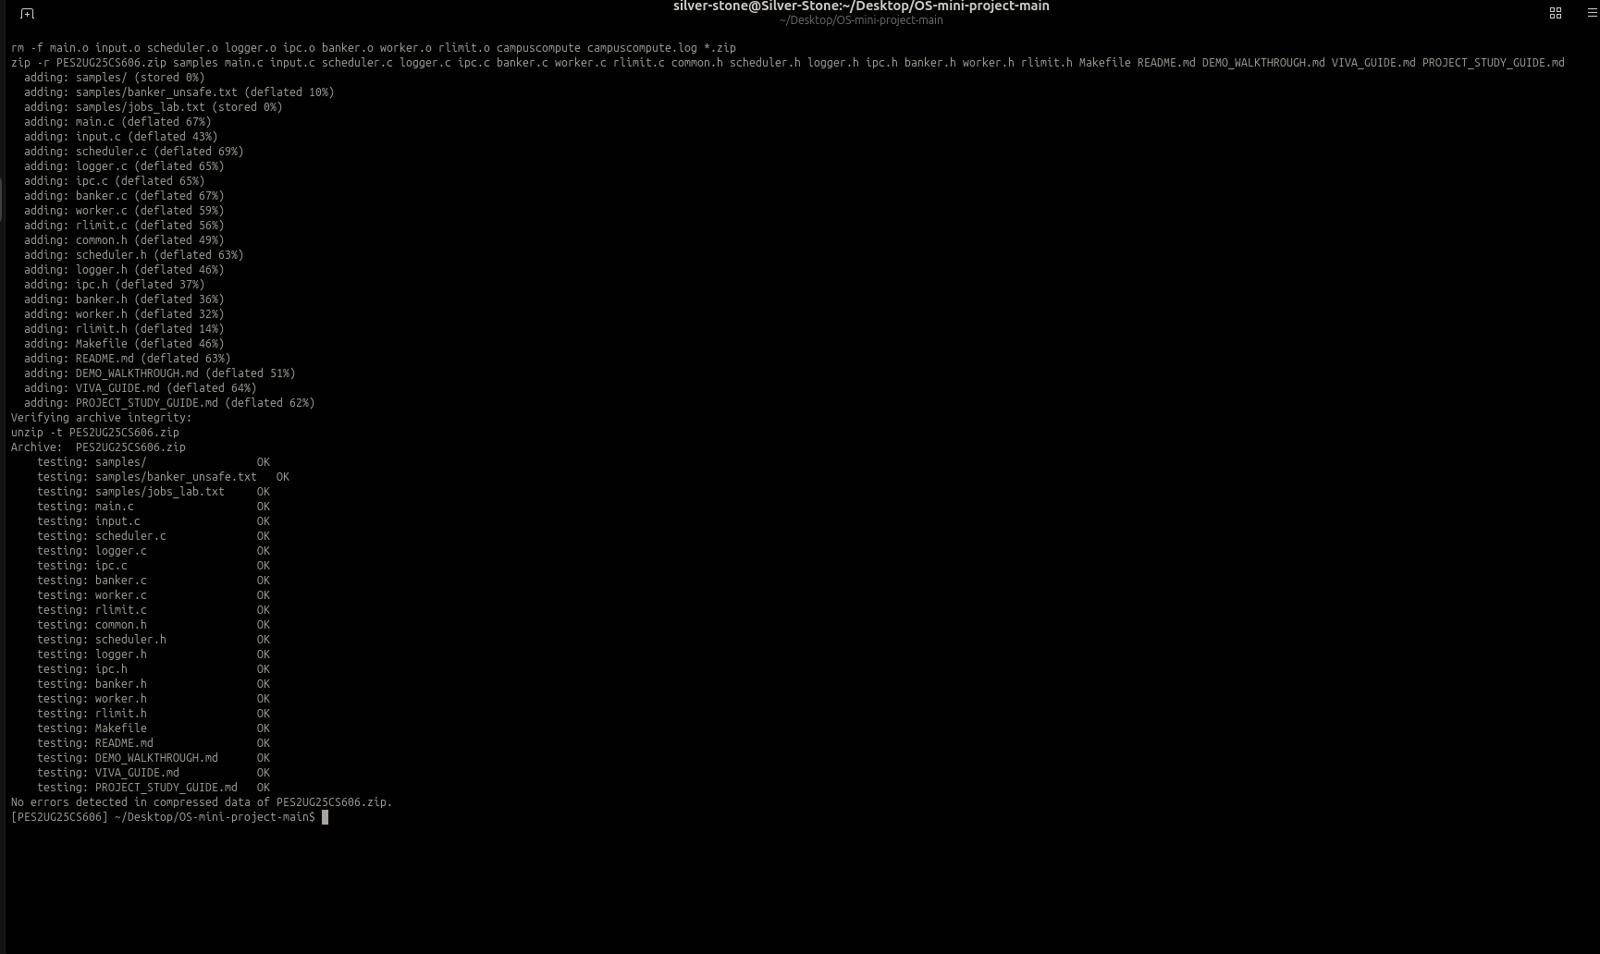 silver-stone@Silver-Stone:~/Desktop/OS-mini-project-main
~/Desktop/OS-mini-project-main
rm -f main.o input.o scheduler.o logger.o ipc.o banker.o worker.o rlimit.o campuscompute campuscompute.log *.zip
zip -r PES2UG25CS606.zip samples main.c input.c scheduler.c logger.c ipc.c banker.c worker.c rlimit.c common.h scheduler.h logger.h ipc.h banker.h worker.h rlimit.h Makefile README.md DEMO_WALKTHROUGH.md VIVA_GUIDE.md PROJECT_STUDY_GUIDE.md
  adding: samples/ (stored 0%)
  adding: samples/banker_unsafe.txt (deflated 10%)
  adding: samples/jobs_lab.txt (stored 0%)
  adding: main.c (deflated 67%)
  adding: input.c (deflated 43%)
  adding: scheduler.c (deflated 69%)
  adding: logger.c (deflated 65%)
  adding: ipc.c (deflated 65%)
  adding: banker.c (deflated 67%)
  adding: worker.c (deflated 59%)
  adding: rlimit.c (deflated 56%)
  adding: common.h (deflated 49%)
  adding: scheduler.h (deflated 63%)
  adding: logger.h (deflated 46%)
  adding: ipc.h (deflated 37%)
  adding: banker.h (deflated 36%)
  adding: worker.h (deflated 32%)
  adding: rlimit.h (deflated 14%)
  adding: Makefile (deflated 46%)
  adding: README.md (deflated 63%)
  adding: DEMO_WALKTHROUGH.md (deflated 51%)
  adding: VIVA_GUIDE.md (deflated 64%)
  adding: PROJECT_STUDY_GUIDE.md (deflated 62%)
Verifying archive integrity:
unzip -t PES2UG25CS606.zip
Archive:  PES2UG25CS606.zip
    testing: samples/                 OK
    testing: samples/banker_unsafe.txt   OK
    testing: samples/jobs_lab.txt     OK
    testing: main.c                   OK
    testing: input.c                  OK
    testing: scheduler.c              OK
    testing: logger.c                 OK
    testing: ipc.c                    OK
    testing: banker.c                 OK
    testing: worker.c                 OK
    testing: rlimit.c                 OK
    testing: common.h                 OK
    testing: scheduler.h              OK
    testing: logger.h                 OK
    testing: ipc.h                    OK
    testing: banker.h                 OK
    testing: worker.h                 OK
    testing: rlimit.h                 OK
    testing: Makefile                 OK
    testing: README.md                OK
    testing: DEMO_WALKTHROUGH.md      OK
    testing: VIVA_GUIDE.md            OK
    testing: PROJECT_STUDY_GUIDE.md   OK
No errors detected in compressed data of PES2UG25CS606.zip.
[PES2UG25CS606] ~/Desktop/OS-mini-project-main$